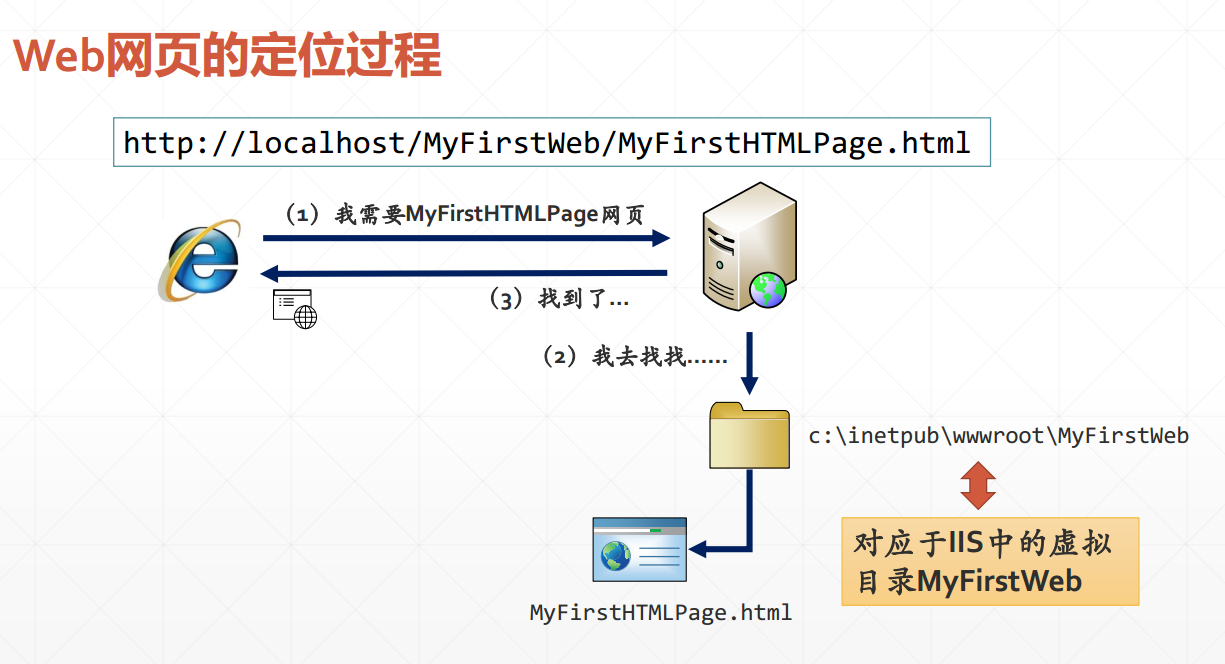 Web网页的定位过程
http://localhost/MyFirstWeb/MyFirstHTMLPage.html
（1）我需要MyFirstHTMLPage网页
（3）找到了...
（2）我去找找......
c:\inetpub\wwwroot\MyFirstWeb
对应于IIS中的虚拟
目录MyFirstWeb
MyFirstHTMLPage.html